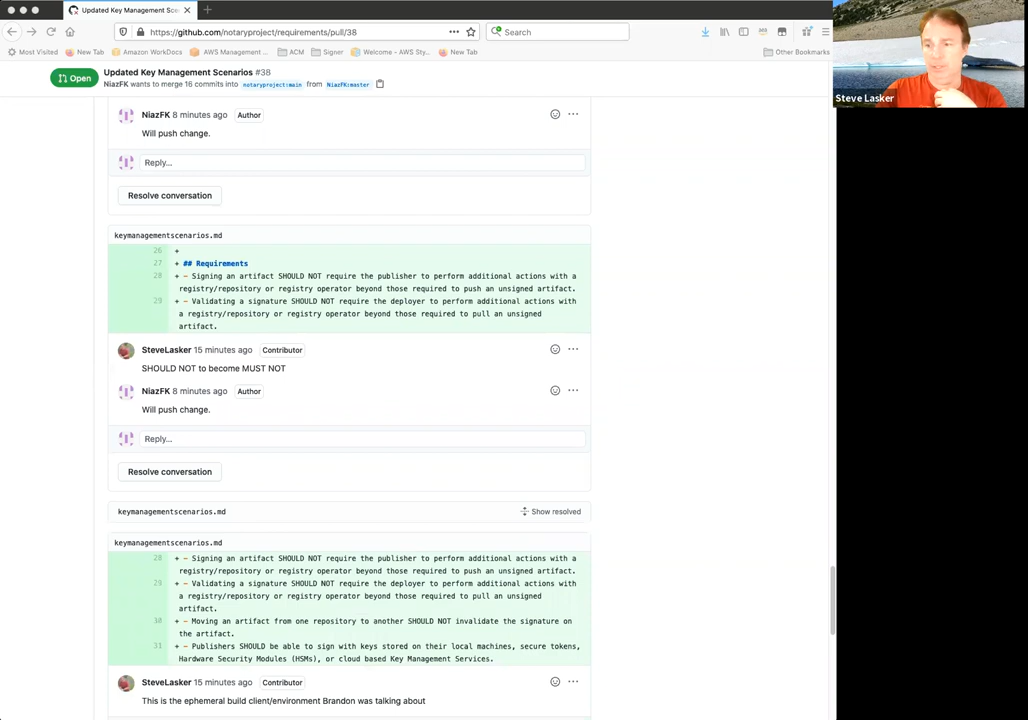 Updated Key Management Scen
https://github.com/notaryproject/requirements/pull/38
Search
Most Visited
New Tab
Amazon WorkDocs
AWS Management ...
ACM
Signer
Welcome - AWS Sty...
New Tab
Other Bookmarks
Open
Updated Key Management Scenarios #38
NiazFK wants to merge 16 commits into notaryproject:main from NiazFK:master
NiazFK 8 minutes ago Author
Will push change.
Reply...
Resolve conversation
keymanagementscenarios.md
26 +
27 + ## Requirements
28 + - Signing an artifact SHOULD NOT require the publisher to perform additional actions with a
registry/repository or registry operator beyond those required to push an unsigned artifact.
29 + - Validating a signature SHOULD NOT require the deployer to perform additional actions with
a registry/repository or registry operator beyond those required to pull an unsigned
artifact.
SteveLasker 15 minutes ago Contributor
SHOULD NOT to become MUST NOT
NiazFK 8 minutes ago Author
Will push change.
Reply...
Resolve conversation
keymanagementscenarios.md
Show resolved
keymanagementscenarios.md
28 + - Signing an artifact SHOULD NOT require the publisher to perform additional actions with a
registry/repository or registry operator beyond those required to push an unsigned artifact.
29 + - Validating a signature SHOULD NOT require the deployer to perform additional actions with
a registry/repository or registry operator beyond those required to pull an unsigned
artifact.
30 + - Moving an artifact from one repository to another SHOULD NOT invalidate the signature on
the artifact.
31 + - Publishers SHOULD be able to sign with keys stored on their local machines, secure tokens,
Hardware Security Modules (HSMs), or cloud based Key Management Services.
SteveLasker 15 minutes ago Contributor
This is the ephemeral build client/environment Brandon was talking about
Steve Lasker